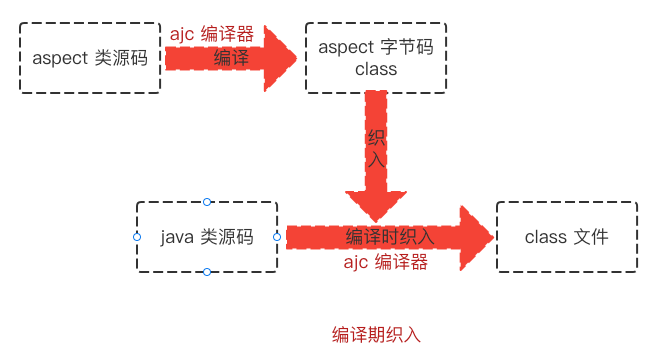 ajc 编译器
aspect 类源码
编译
aspect 字节码
class
织
入
java 类源码
编译时织入
class 文件
ajc 编译器
编译期织入